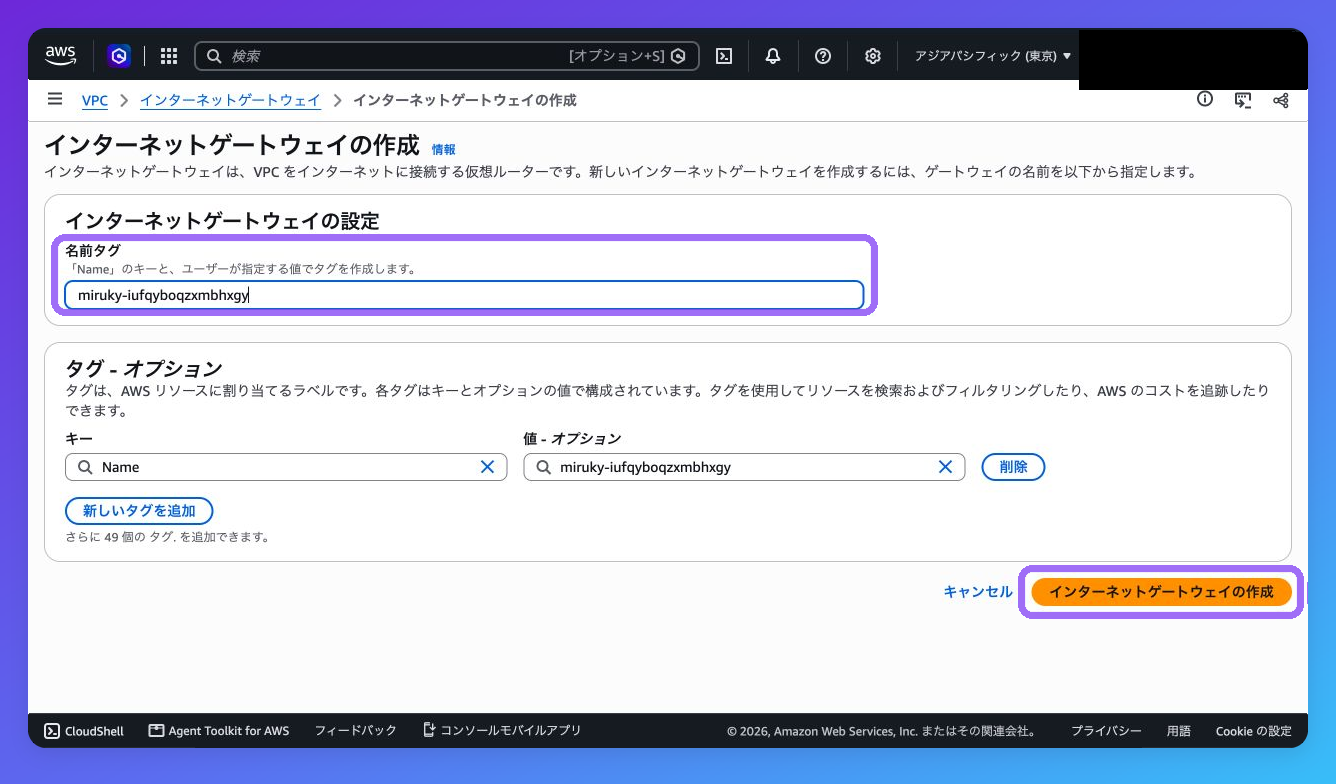 aws 検索 [オプション+S] アジアパシフィック (東京) ▼
VPC > インターネットゲートウェイ > インターネットゲートウェイの作成
インターネットゲートウェイの作成 情報
インターネットゲートウェイは、VPC をインターネットに接続する仮想ルーターです。新しいインターネットゲートウェイを作成するには、ゲートウェイの名前を以下から指定します。
インターネットゲートウェイの設定
名前タグ
「Name」のキーと、ユーザーが指定する値でタグを作成します。
miruky-iufqyboqzxmbhxgy
タグ - オプション
タグは、AWS リソースに割り当てるラベルです。各タグはキーとオプションの値で構成されています。タグを使用してリソースを検索およびフィルタリングしたり、AWS のコストを追跡したり
できます。
キー 値 - オプション
Name miruky-iufqyboqzxmbhxgy 削除
新しいタグを追加
さらに 49 個の タグ. を追加できます。
キャンセル インターネットゲートウェイの作成
CloudShell Agent Toolkit for AWS フィードバック コンソールモバイルアプリ © 2026, Amazon Web Services, Inc. またはその関連会社。 プライバシー 用語 Cookie の設定